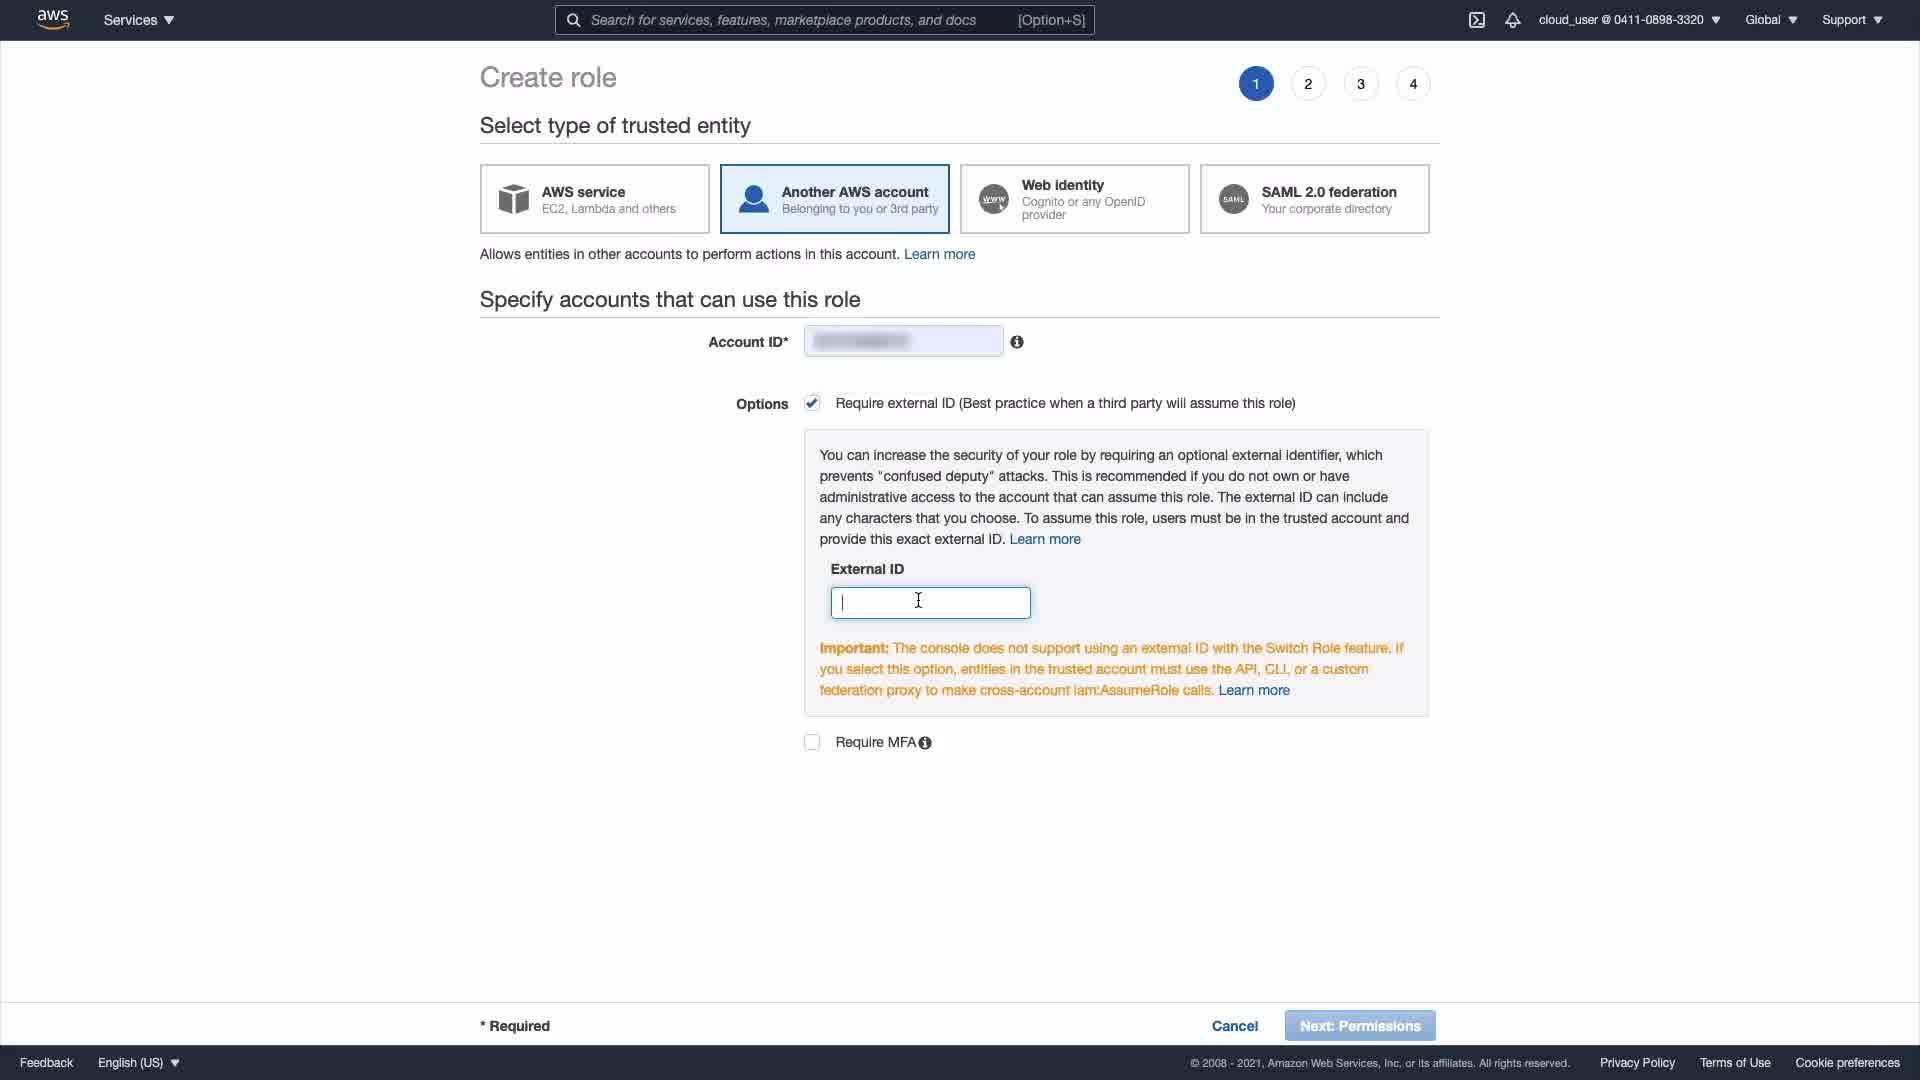 aws
Services
Search for services, features, marketplace products, and docs
[Option+S]
cloud_user @ 0411-0898-3320
Global
Support
Create role
1
2
3
4
Select type of trusted entity
AWS service
EC2, Lambda and others
Another AWS account
Belonging to you or 3rd party
www
Web identity
Cognito or any OpenID
provider
SAML
SAML 2.0 federation
Your corporate directory
Allows entities in other accounts to perform actions in this account. Learn more
Specify accounts that can use this role
Account ID*
Options
Require external ID (Best practice when a third party will assume this role)
You can increase the security of your role by requiring an optional external identifier, which
prevents "confused deputy" attacks. This is recommended if you do not own or have
administrative access to the account that can assume this role. The external ID can include
any characters that you choose. To assume this role, users must be in the trusted account and
provide this exact external ID. Learn more
External ID
Important: The console does not support using an external ID with the Switch Role feature. If
you select this option, entities in the trusted account must use the API, CLI, or a custom
federation proxy to make cross-account iam:AssumeRole calls. Learn more
Require MFA
* Required
Cancel
Next: Permissions
Feedback
English (US)
© 2008 - 2021, Amazon Web Services, Inc. or its affiliates. All rights reserved.
Privacy Policy
Terms of Use
Cookie preferences